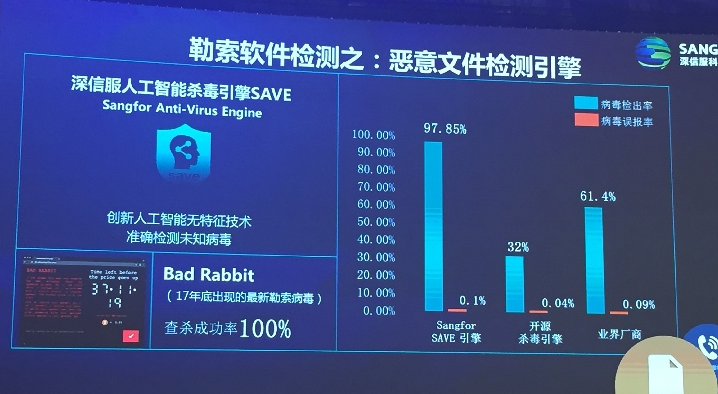 勒索软件检测之：恶意文件检测引擎
SANG
深信服科
深信服人工智能杀毒引擎SAVE
Sangfor Anti-Virus Engine
save
创新人工智能无特征技术
准确检测未知病毒
BAD RABBIT
Time left before
the price goes up
37:11:
19
Bad Rabbit
（17年底出现的最新勒索病毒）
查杀成功率100%
病毒检出率
病毒误报率
100.00%
90.00%
80.00%
70.00%
60.00%
50.00%
40.00%
30.00%
20.00%
10.00%
0.00%
97.85%
0.1%
32%
0.04%
61.4%
0.09%
Sangfor
SAVE 引擎
开源
杀毒引擎
业界厂商